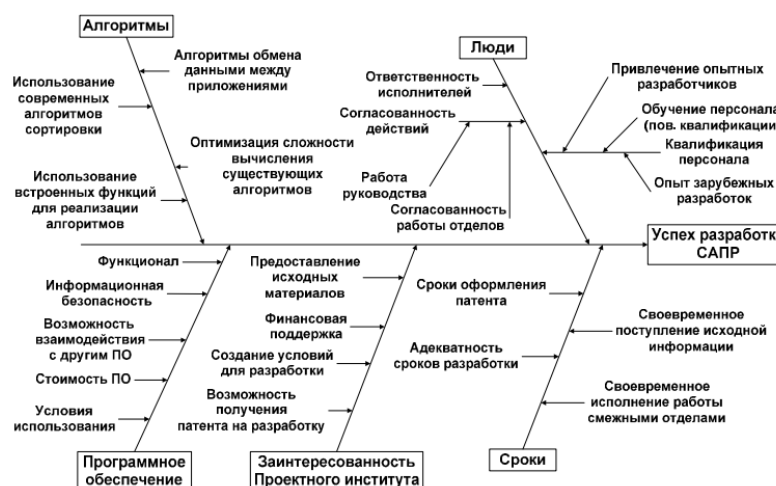 Алгоритмы
Алгоритмы обмена
данными между
приложениями
Использование
современных
алгоритмов
сортировки
Оптимизация сложности
вычисления
существующих
алгоритмов
Использование
встроенных функций
для реализации
алгоритмов
Люди
Ответственность
исполнителей
Согласованность
действий
Работа
руководства
Согласованность
работы отделов
Привлечение опытных
разработчиков
Обучение персонала
(пов. квалификации
Квалификация
персонала
Опыт зарубежных
разработок
Успех разработк
САПР
Функционал
Информационная
безопасность
Возможность
взаимодействия
с другим ПО
Стоимость ПО
Условия
использования
Программное
обеспечение
Предоставление
исходных
материалов
Финансовая
поддержка
Создание условий
для разработки
Возможность
получения
патента на разработку
Заинтересованность
Проектного института
Сроки оформления
патента
Адекватность
сроков разработки
Своевременное
поступление исходной
информации
Своевременное
исполнение работы
смежными отделами
Сроки